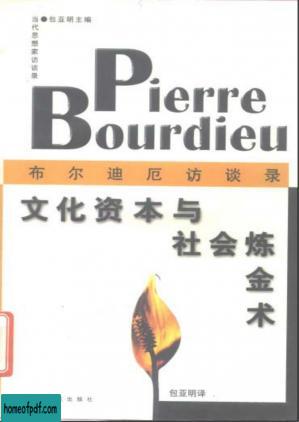 当代思想家访谈录
●包亚明主编
Pierre
Bourdieu
布尔迪厄访谈录
文化资本与
社会炼金术
包亚明译
出版社
homeofpdf.com